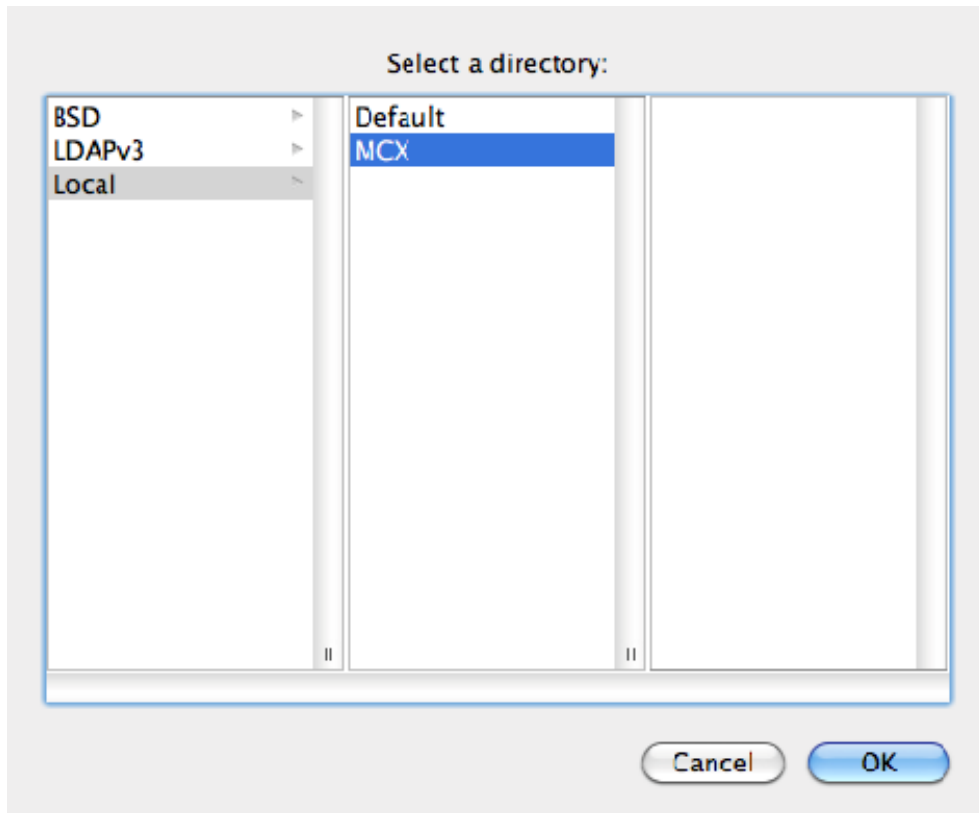 Select a directory:
BSD
LDAPv3
Local
Default
MCX
Cancel
OK